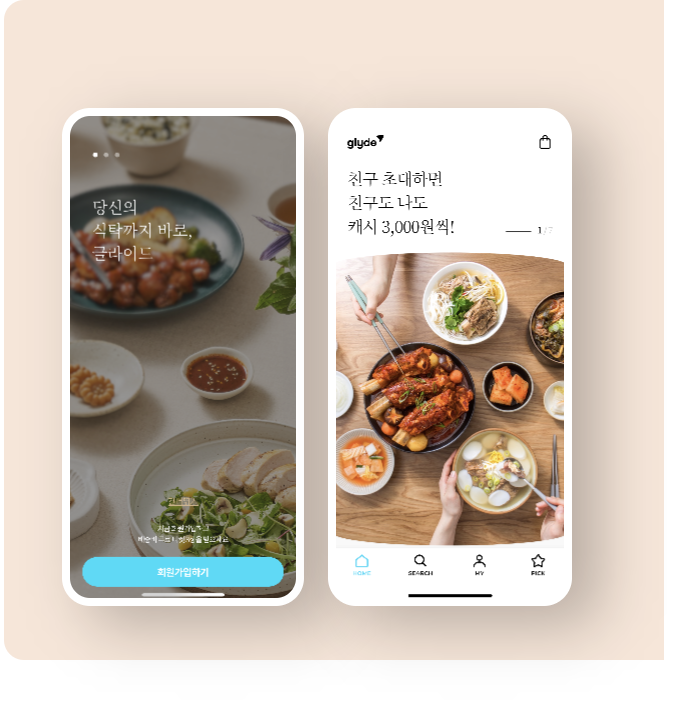 당신의
식탁까지 바로,
글라이드
회원가입하기
glyde
친구 초대하면
친구도 나도
캐시 3,000원씩!
1/7
HOME
SEARCH
MY
PICK